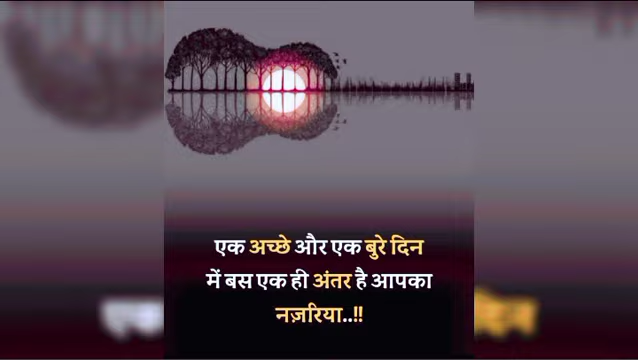 एक अच्छे और एक बुरे दिन
में बस एक ही अंतर है आपका
नज़रिया..!!